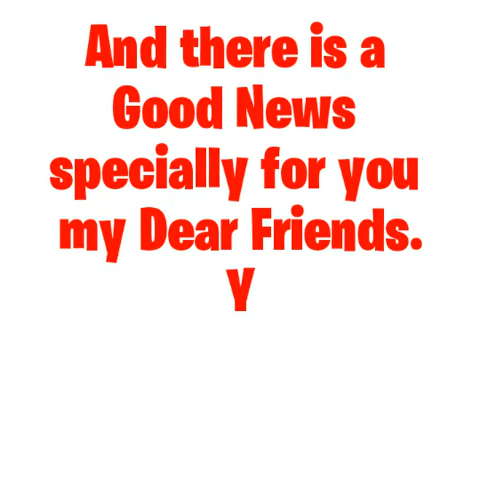 And there is a
Good News
specially for you
my Dear Friends.
Y